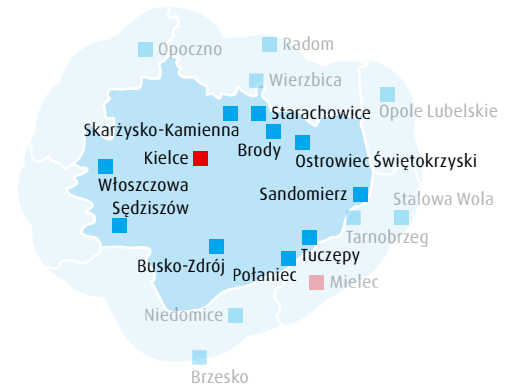 Opoczno
Radom
Wierzbica
Opole Lubelskie
Starachowice
Skarżysko-Kamienna
Brody
Kielce
Ostrowiec Świętokrzyski
Włoszczowa
Sandomierz
Stalowa Wola
Sędziszów
Tarnobrzeg
Tuczępy
Busko-Zdrój
Połaniec
Mielec
Niedomice
Brzesko